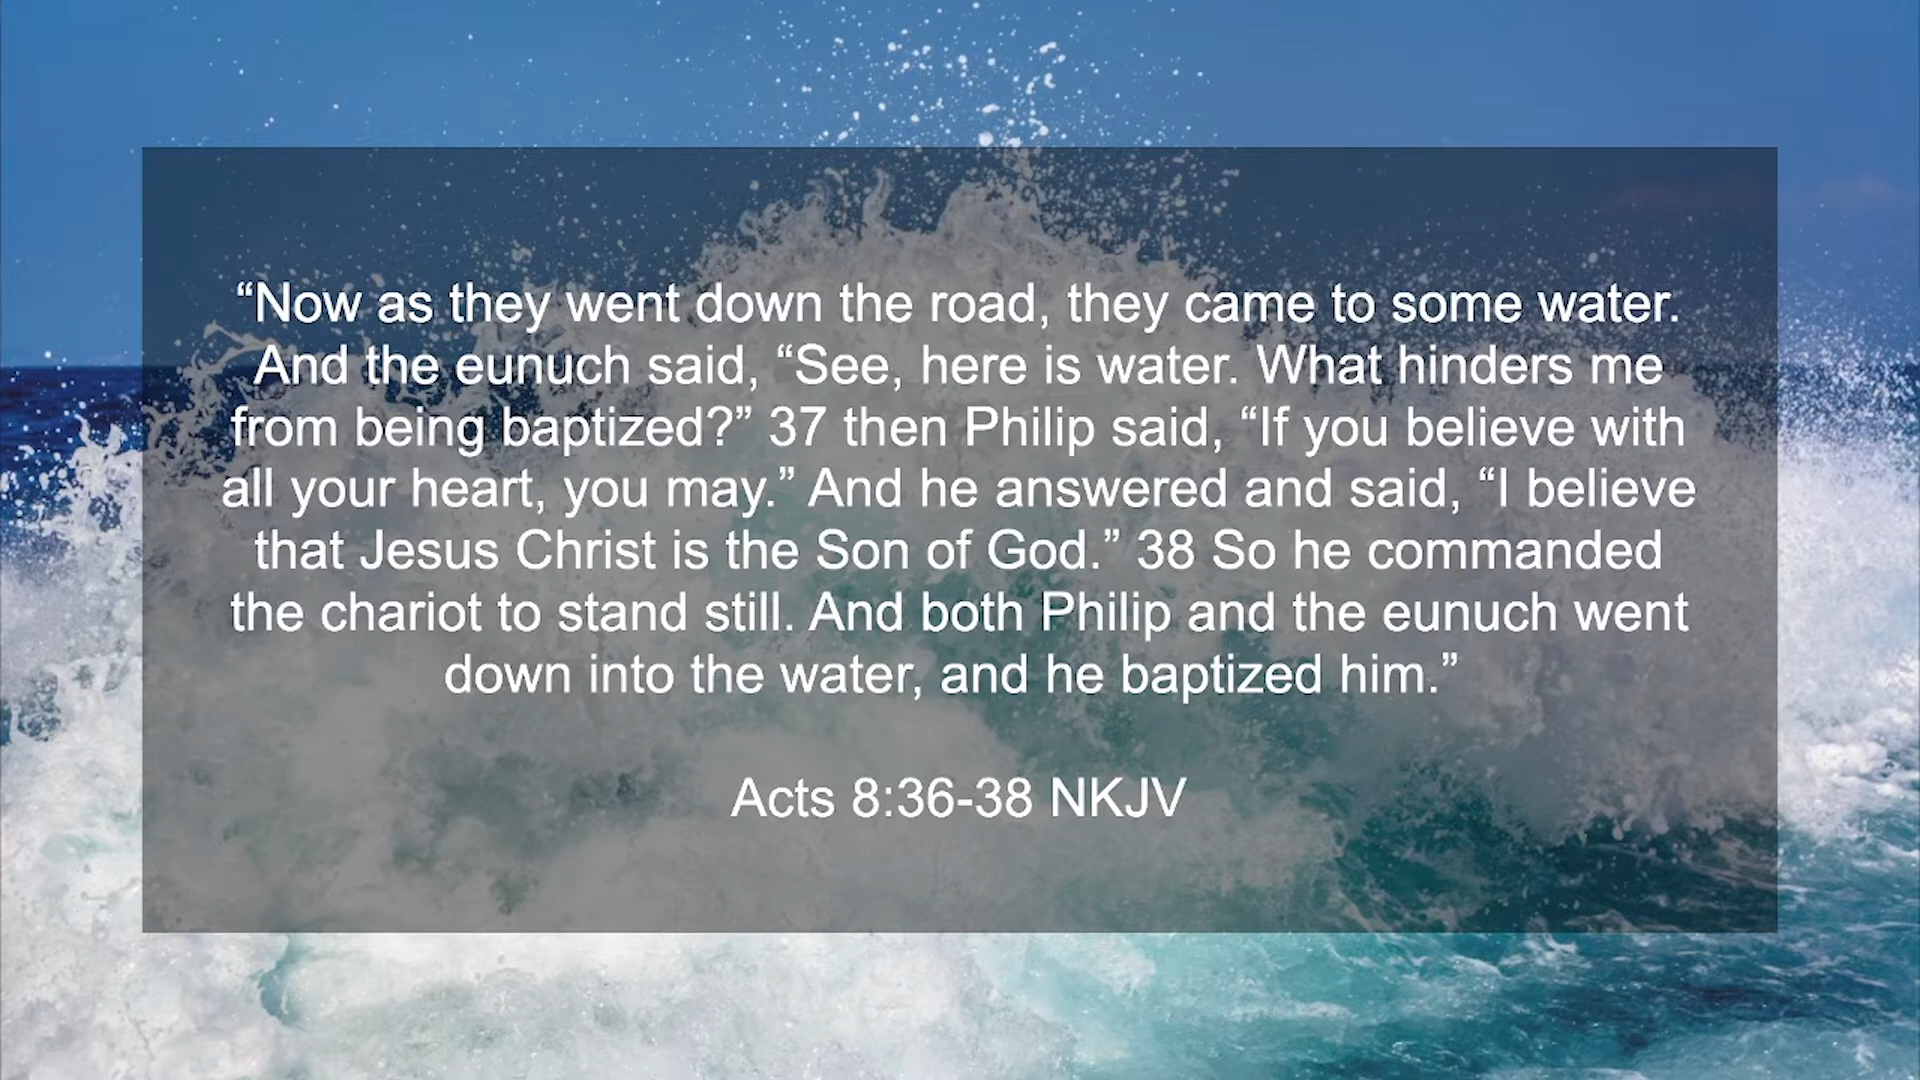 “Now as they went down the road, they came to some water.
And the eunuch said, “See, here is water. What hinders me
from being baptized?” 37 then Philip said, “If you believe with
all your heart, you may.” And he answered and said, “I believe
that Jesus Christ is the Son of God.” 38 So he commanded
the chariot to stand still. And both Philip and the eunuch went
down into the water, and he baptized him.”
Acts 8:36-38 NKJV